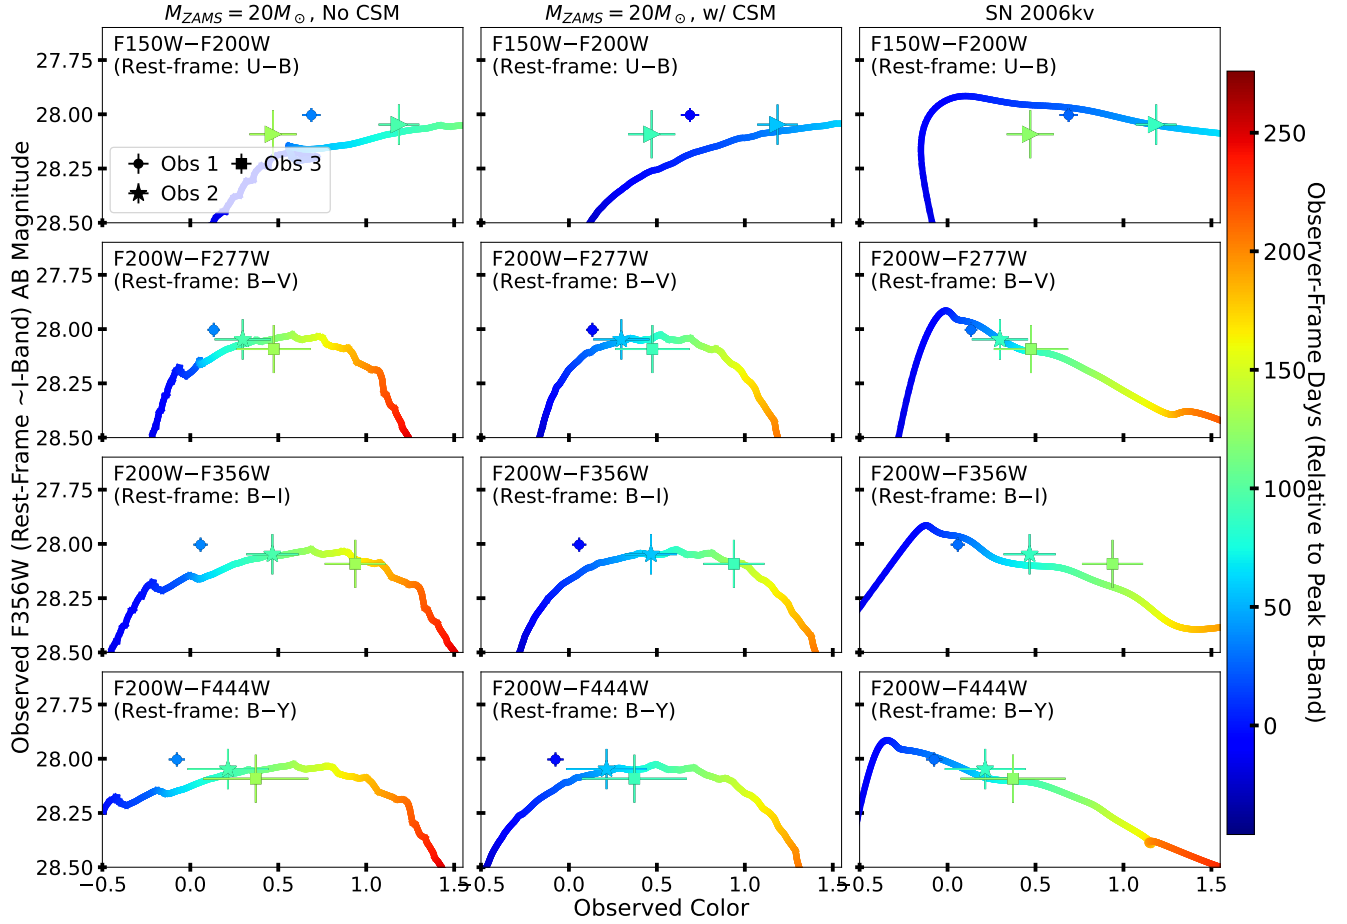 M_ZAMS = 20M_⊙, No CSM
M_ZAMS = 20M_⊙, w/ CSM
SN 2006kv
F150W−F200W
(Rest-frame: U−B)
F150W−F200W
(Rest-frame: U−B)
F150W−F200W
(Rest-frame: U−B)
27.75
28.00
28.25
28.50
Obs 1
Obs 3
Obs 2
F200W−F277W
(Rest-frame: B−V)
F200W−F277W
(Rest-frame: B−V)
F200W−F277W
(Rest-frame: B−V)
27.75
28.00
28.25
28.50
F200W−F356W
(Rest-frame: B−I)
F200W−F356W
(Rest-frame: B−I)
F200W−F356W
(Rest-frame: B−I)
27.75
28.00
28.25
28.50
F200W−F444W
(Rest-frame: B−Y)
F200W−F444W
(Rest-frame: B−Y)
F200W−F444W
(Rest-frame: B−Y)
27.75
28.00
28.25
28.50
−0.5 0.0 0.5 1.0 1.5
−0.5 0.0 0.5 1.0 1.5
−0.5 0.0 0.5 1.0 1.5
Observed Color
Observed F356W (Rest-Frame ~I-Band) AB Magnitude
250
200
150
100
50
0
Observer-Frame Days (Relative to Peak B-Band)